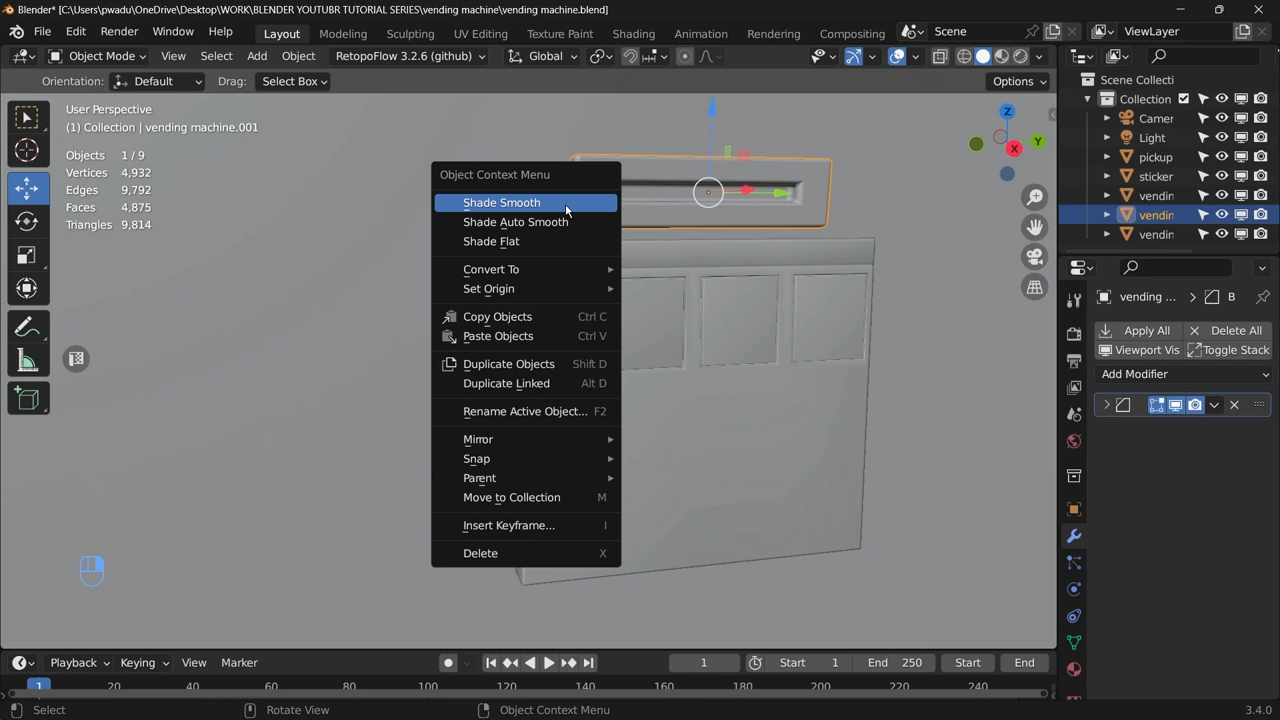 Blender* [C:\Users\pwadu\OneDrive\Desktop\WORK\BLENDER YOUTUBR TUTORIAL SERIES\vending machine\vending machine.blend]
File Edit Render Window Help Layout Modeling Sculpting UV Editing Texture Paint Shading Animation Rendering Compositing Scene ViewLayer
Object Mode View Select Add Object RetopoFlow 3.2.6 (github) Global
Orientation: Default Drag: Select Box Options
User Perspective
(1) Collection | vending machine.001
Objects 1/9
Vertices 4,932
Edges 9,792
Faces 4,875
Triangles 9,814
Object Context Menu
Shade Smooth
Shade Auto Smooth
Shade Flat
Convert To
Set Origin
Copy Objects Ctrl C
Paste Objects Ctrl V
Duplicate Objects Shift D
Duplicate Linked Alt D
Rename Active Object... F2
Mirror
Snap
Parent
Move to Collection M
Insert Keyframe... I
Delete X
Z
Y
X
Scene Collecti
Collection
Camer
Light
pickup
sticker
vendin
vendin
vendin
vending ... B
Apply All Delete All
Viewport Vis Toggle Stack
Add Modifier
Playback Keying View Marker 1 Start 1 End 250 Start End
1 20 40 60 80 100 120 140 160 180 200 220 240
Select Rotate View Object Context Menu 3.4.0